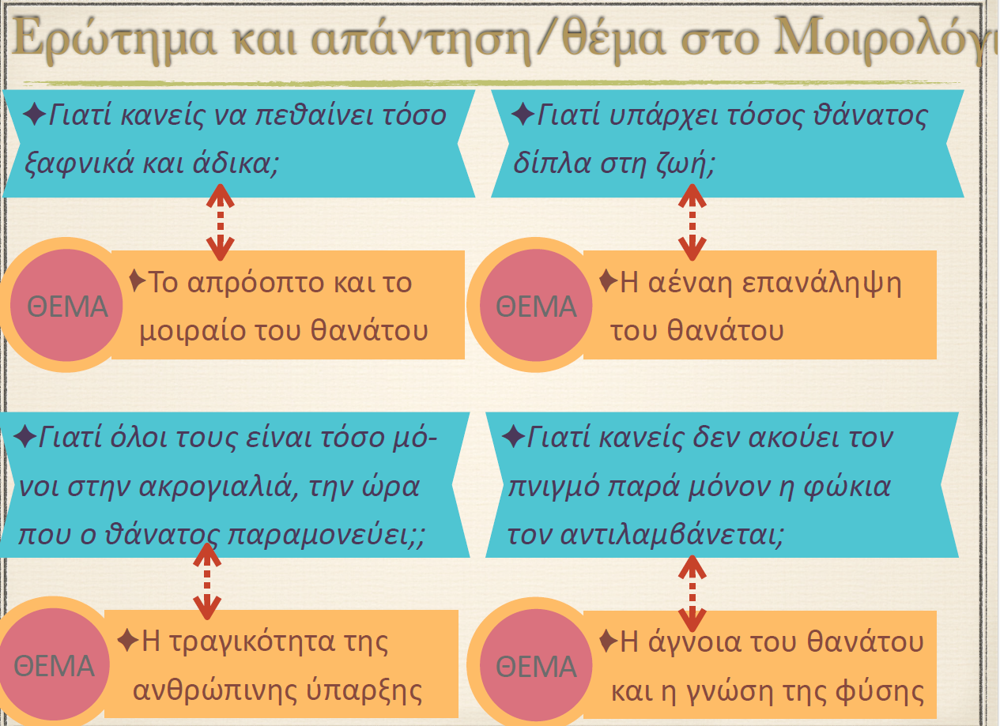 Ερώτημα και απάντηση/θέμα στο Μοιρολόγι
✦Γιατί κανείς να πεθαίνει τόσο
ξαφνικά και άδικα;
✦Γιατί υπάρχει τόσος θάνατος
δίπλα στη ζωή;
ΘΕΜΑ
✦Το απρόοπτο και το
μοιραίο του θανάτου
ΘΕΜΑ
✦Η αέναη επανάληψη
του θανάτου
✦Γιατί όλοι τους είναι τόσο μό-
νοι στην ακρογιαλιά, την ώρα
που ο θάνατος παραμονεύει;;
✦Γιατί κανείς δεν ακούει τον
πνιγμό παρά μόνον η φώκια
τον αντιλαμβάνεται;
ΘΕΜΑ
✦Η τραγικότητα της
ανθρώπινης ύπαρξης
ΘΕΜΑ
✦Η άγνοια του θανάτου
και η γνώση της φύσης